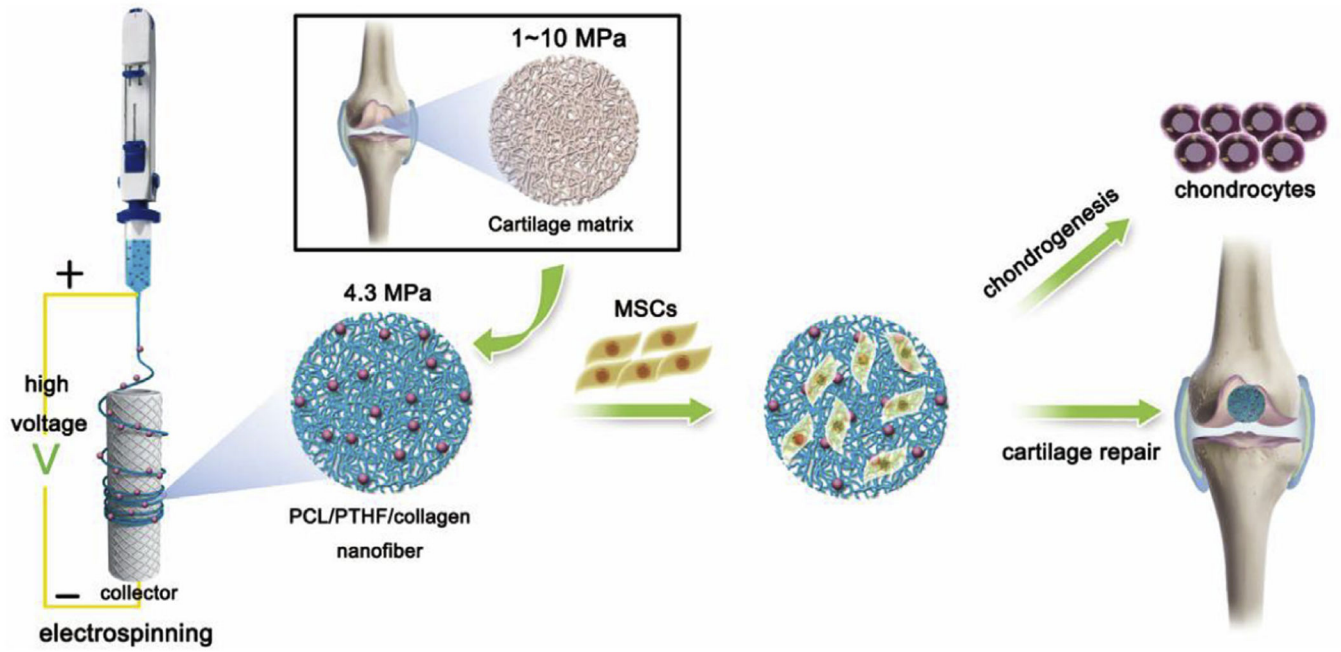 1~10 MPa
Cartilage matrix
+
high
voltage
V
−
collector
electrospinning
4.3 MPa
PCL/PTHF/collagen
nanofiber
MSCs
chondrogenesis
chondrocytes
cartilage repair